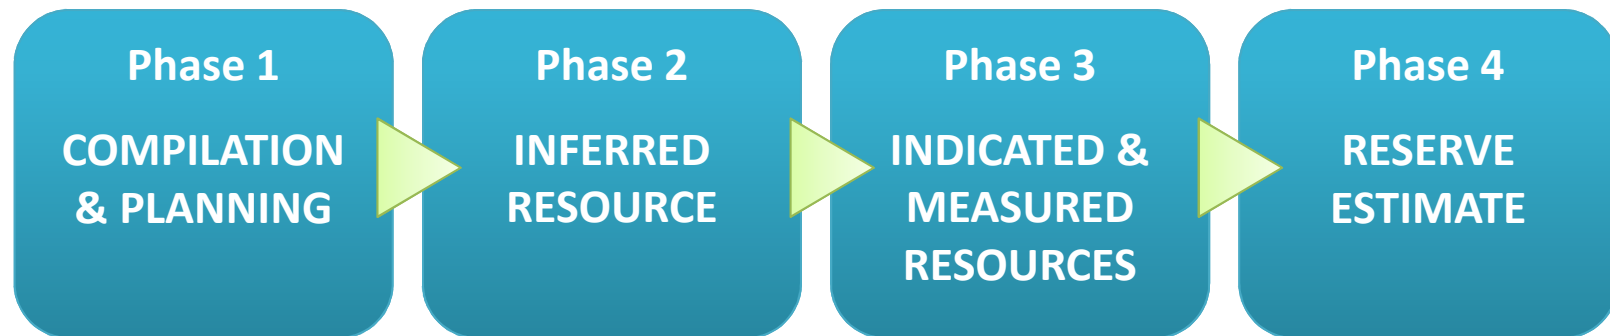 Phase 1
COMPILATION
& PLANNING
Phase 2
INFERRED
RESOURCE
Phase 3
INDICATED &
MEASURED
RESOURCES
Phase 4
RESERVE
ESTIMATE